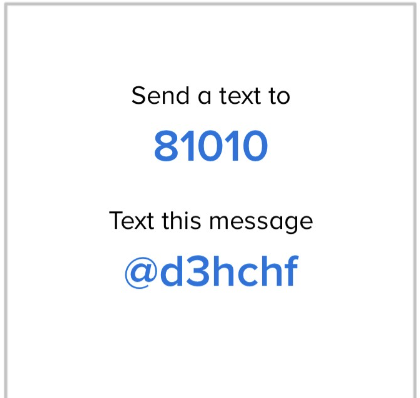 Send a text to
81010
Text this message
@d3hchf